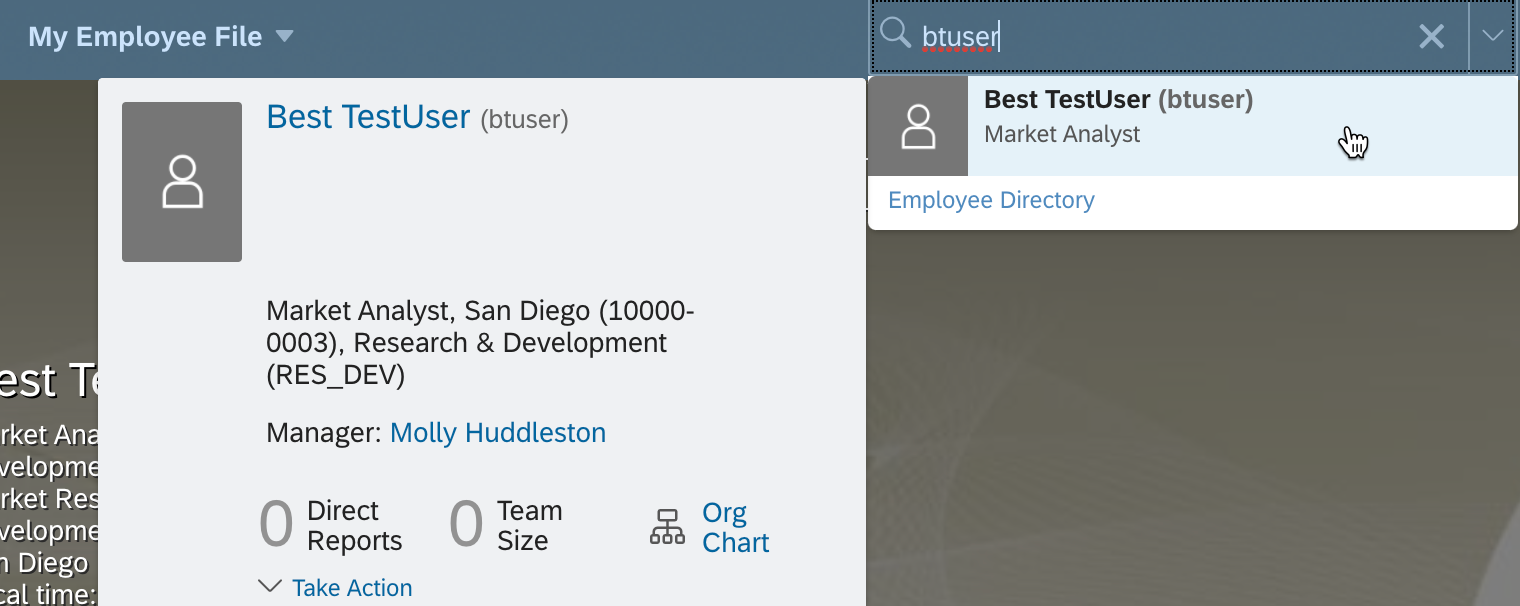 My Employee File
btuser
Best TestUser (btuser)
Market Analyst
Employee Directory
Best TestUser (btuser)
Market Analyst, San Diego (10000-
0003), Research & Development
(RES_DEV)
Manager: Molly Huddleston
0 Direct Reports
0 Team Size
Org Chart
Take Action
est Te
rket Ana
velopme
rket Res
velopme
n Diego
cal time: